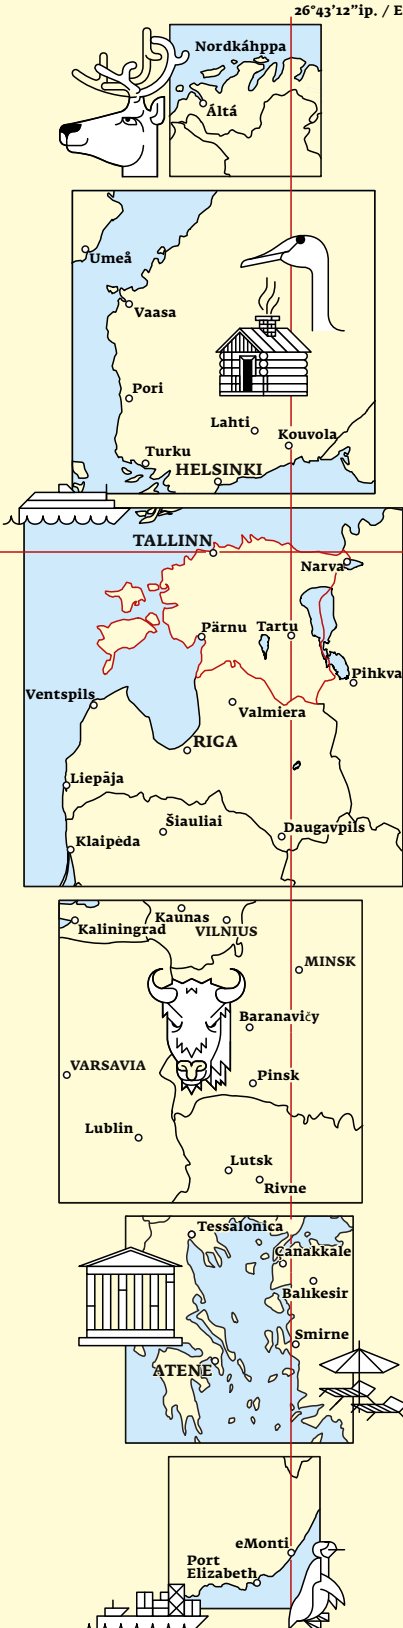 26°43'12"ip. / E
Nordkáhppa
Áltá
Umeå
Vaasa
Pori
Lahti
Kouvola
Turku
HELSINKI
TALLINN
Narva
Pärnu
Tartu
Pihkva
Ventspils
Valmiera
RIGA
Liepāja
Šiauliai
Daugavpils
Klaipėda
Kaunas
Kaliningrad
VILNIUS
MINSK
Baranavičy
VARSAVIA
Pinsk
Lublin
Lutsk
Rivne
Tessalonica
Çanakkale
Balıkesir
Smirne
ATENE
eMonti
Port
Elizabeth